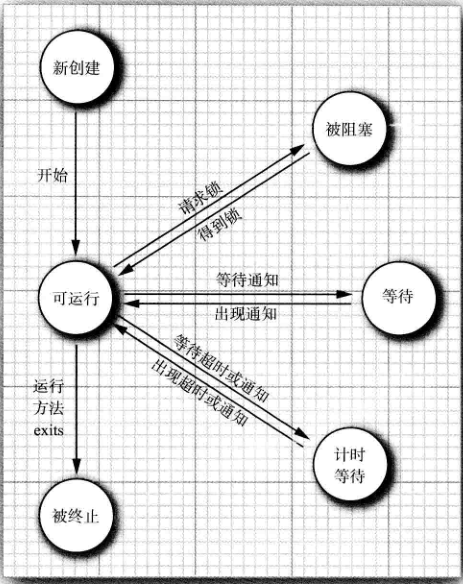 新创建
被阻塞
开始
请求锁
得到锁
可运行
等待通知
出现通知
等待
等待超时或通知
出现超时或通知
运行
方法
exits
计时
等待
被终止